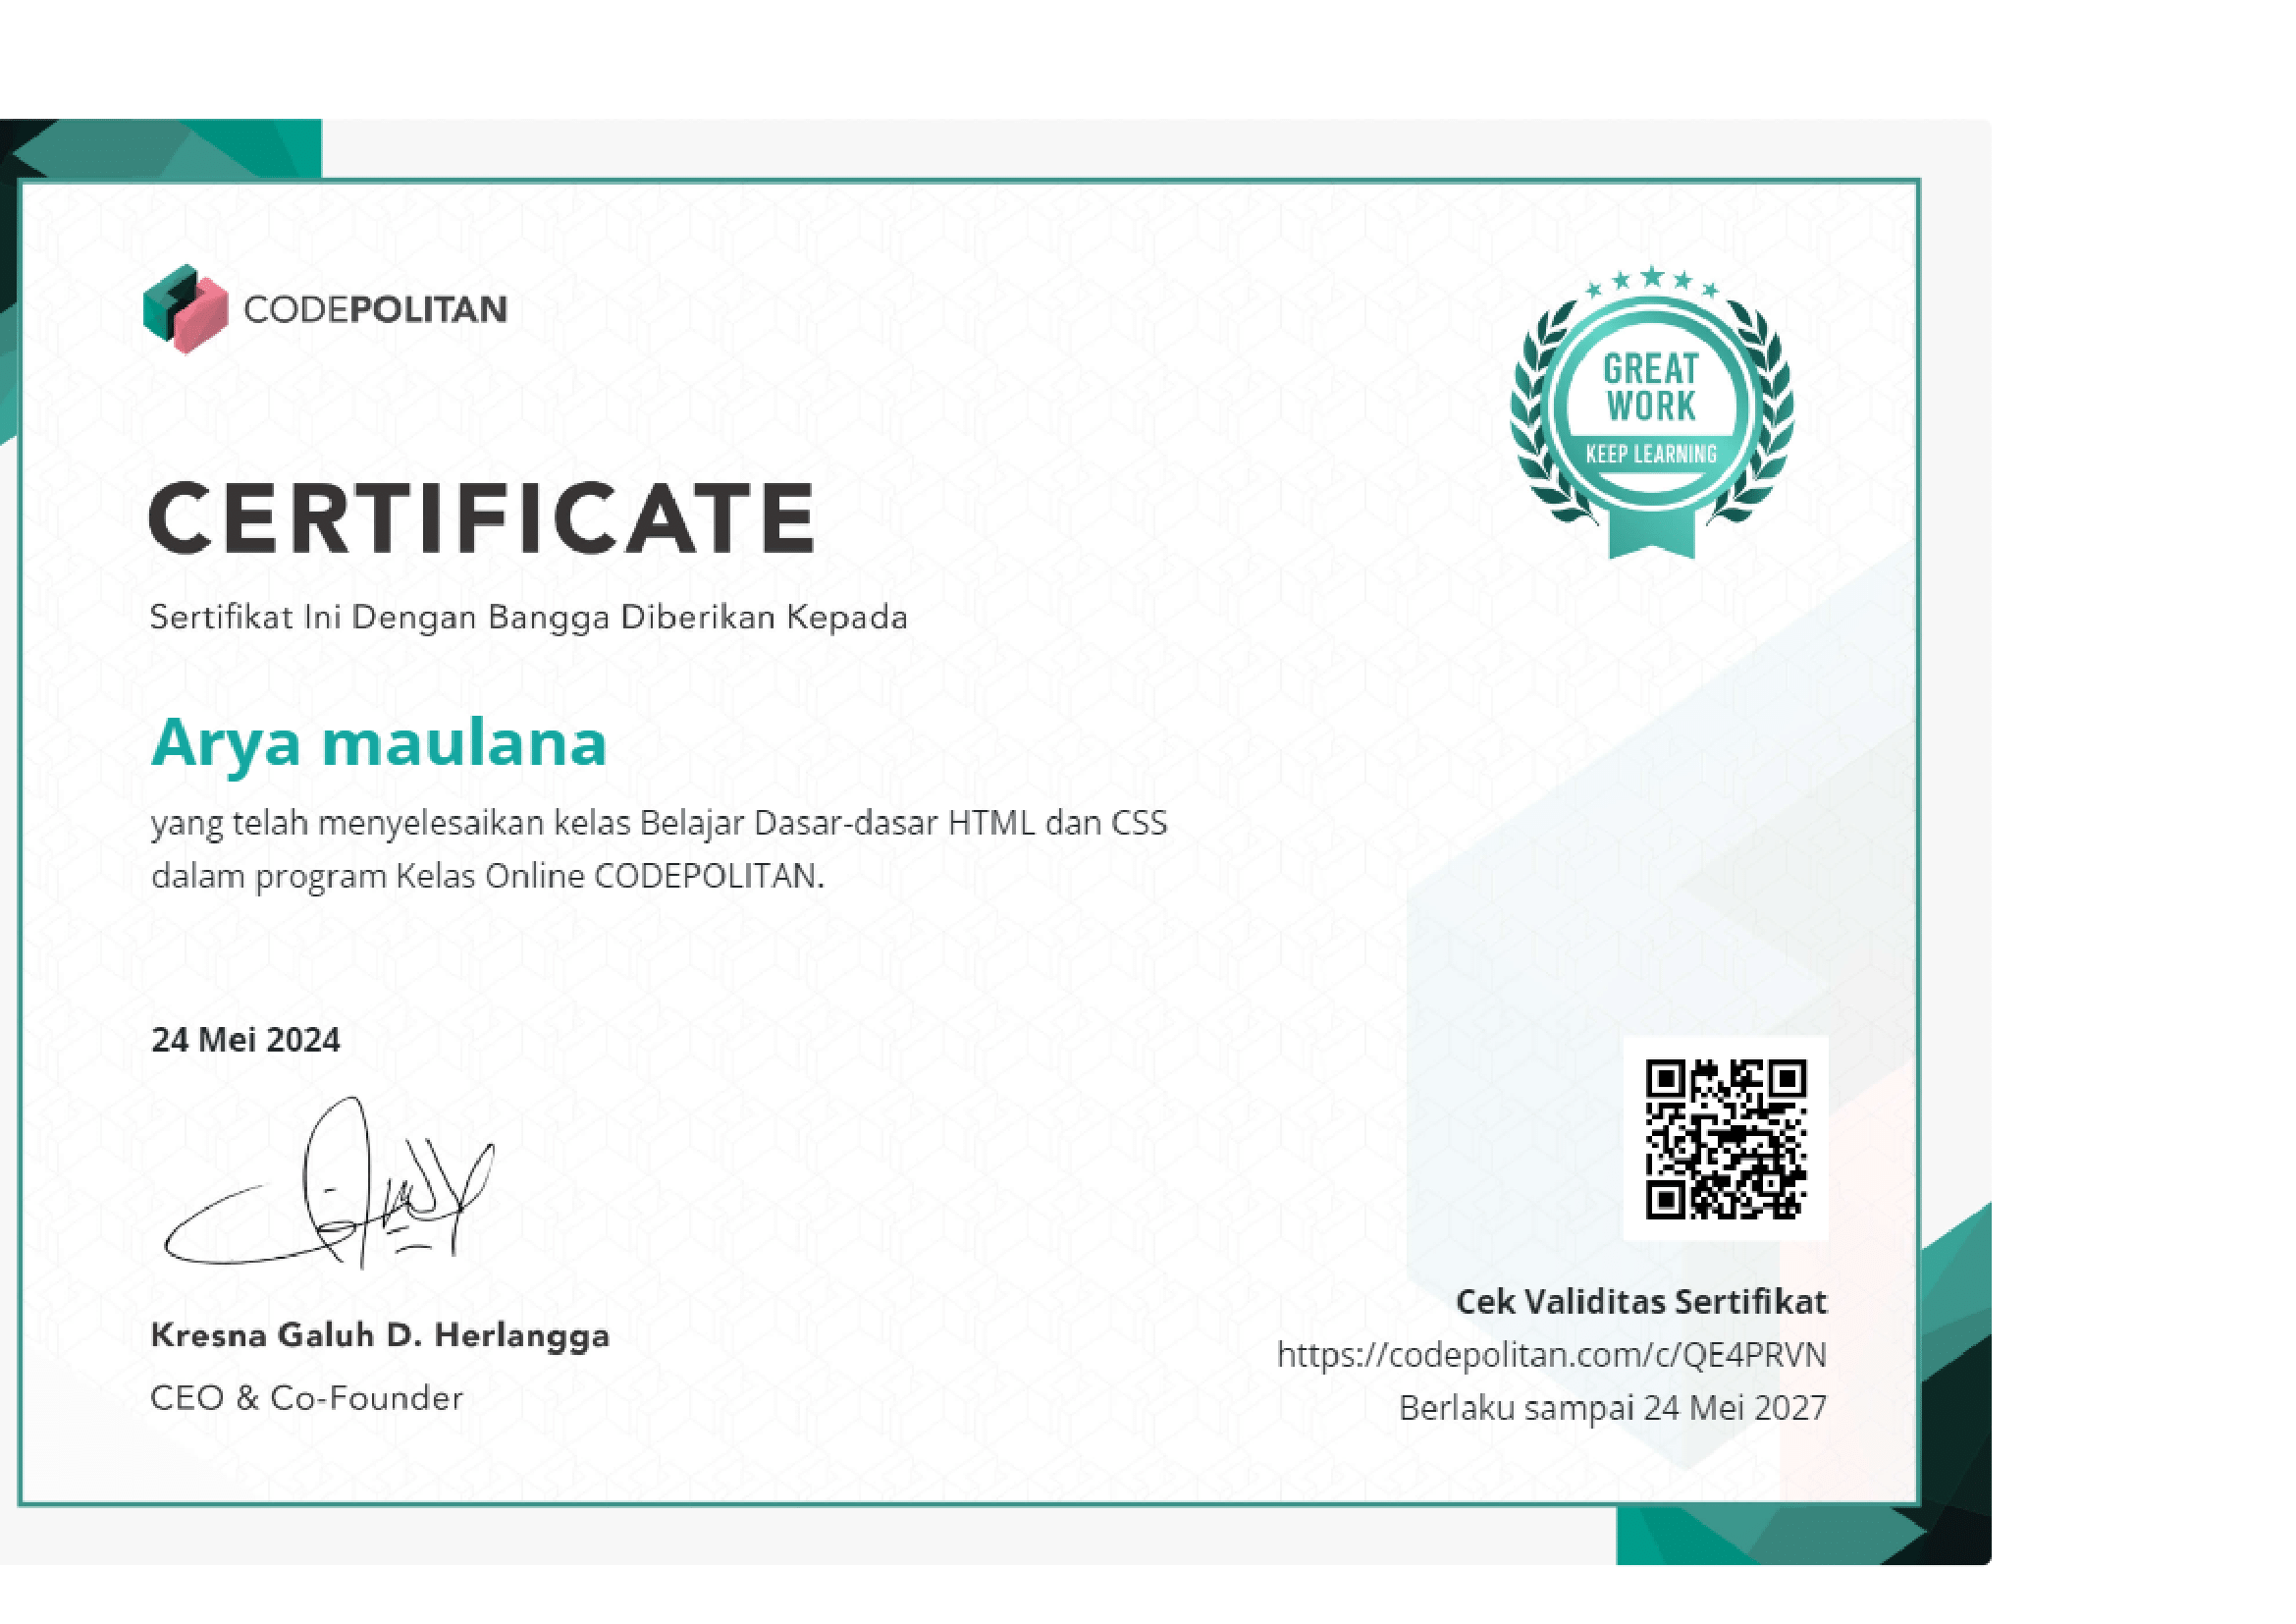 CODEPOLITAN
GREAT
WORK
KEEP LEARNING
CERTIFICATE
Sertifikat Ini Dengan Bangga Diberikan Kepada
Arya maulana
yang telah menyelesaikan kelas Belajar Dasar-dasar HTML dan CSS
dalam program Kelas Online CODEPOLITAN.
24 Mei 2024
Kresna Galuh D. Herlangga
CEO & Co-Founder
Cek Validitas Sertifikat
https://codepolitan.com/c/QE4PRVN
Berlaku sampai 24 Mei 2027